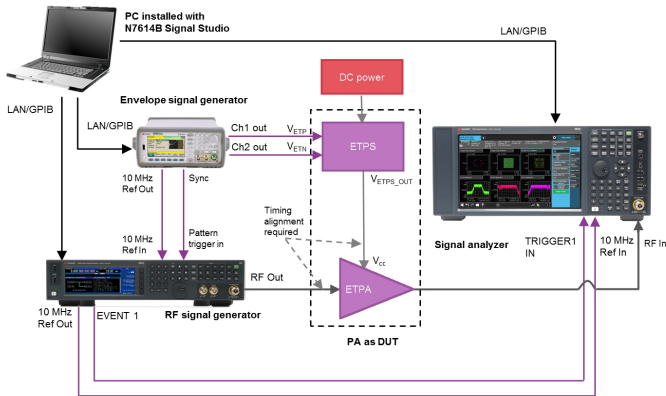 PC installed with
N7614B Signal Studio
LAN/GPIB
DC power
LAN/GPIB
Envelope signal generator
LAN/GPIB
Ch1 out
VETP
ETPS
Ch2 out
VETN
10 MHz
Ref Out
Sync
VETPS_OUT
Timing
alignment
required
10 MHz
Ref In
Pattern
trigger in
Signal analyzer
TRIGGER1
IN
10 MHz
Ref In
RF In
Vcc
RF Out
ETPA
10 MHz
Ref Out
EVENT 1
RF signal generator
PA as DUT